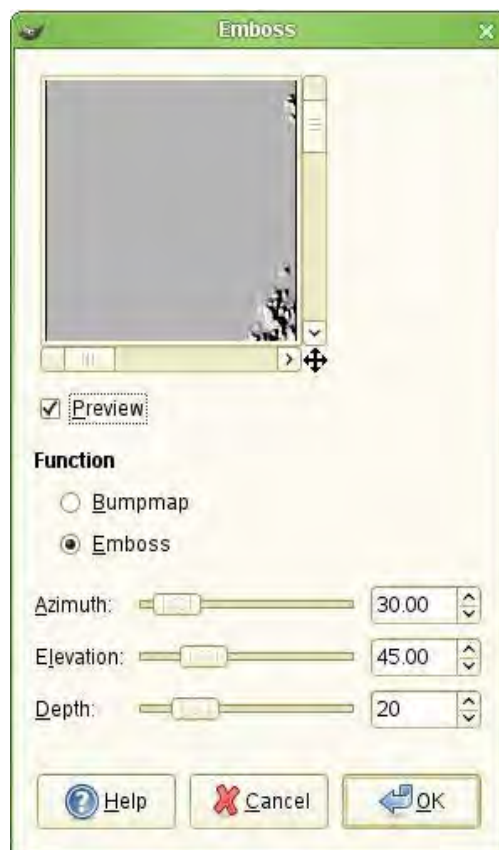 Emboss
Preview
Function
Bumpmap
Emboss
Azimuth: 30.00
Elevation: 45.00
Depth: 20
Help Cancel OK